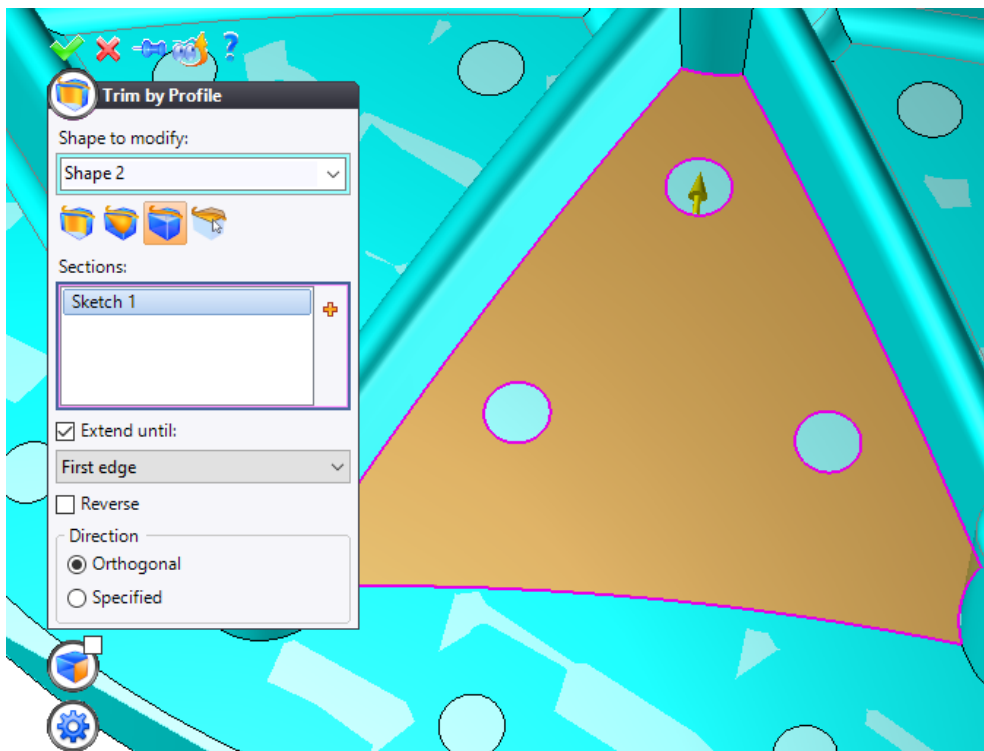 ?
Trim by Profile
Shape to modify:
Shape 2
Sections:
Sketch 1
Extend until:
First edge
Reverse
Direction
Orthogonal
Specified